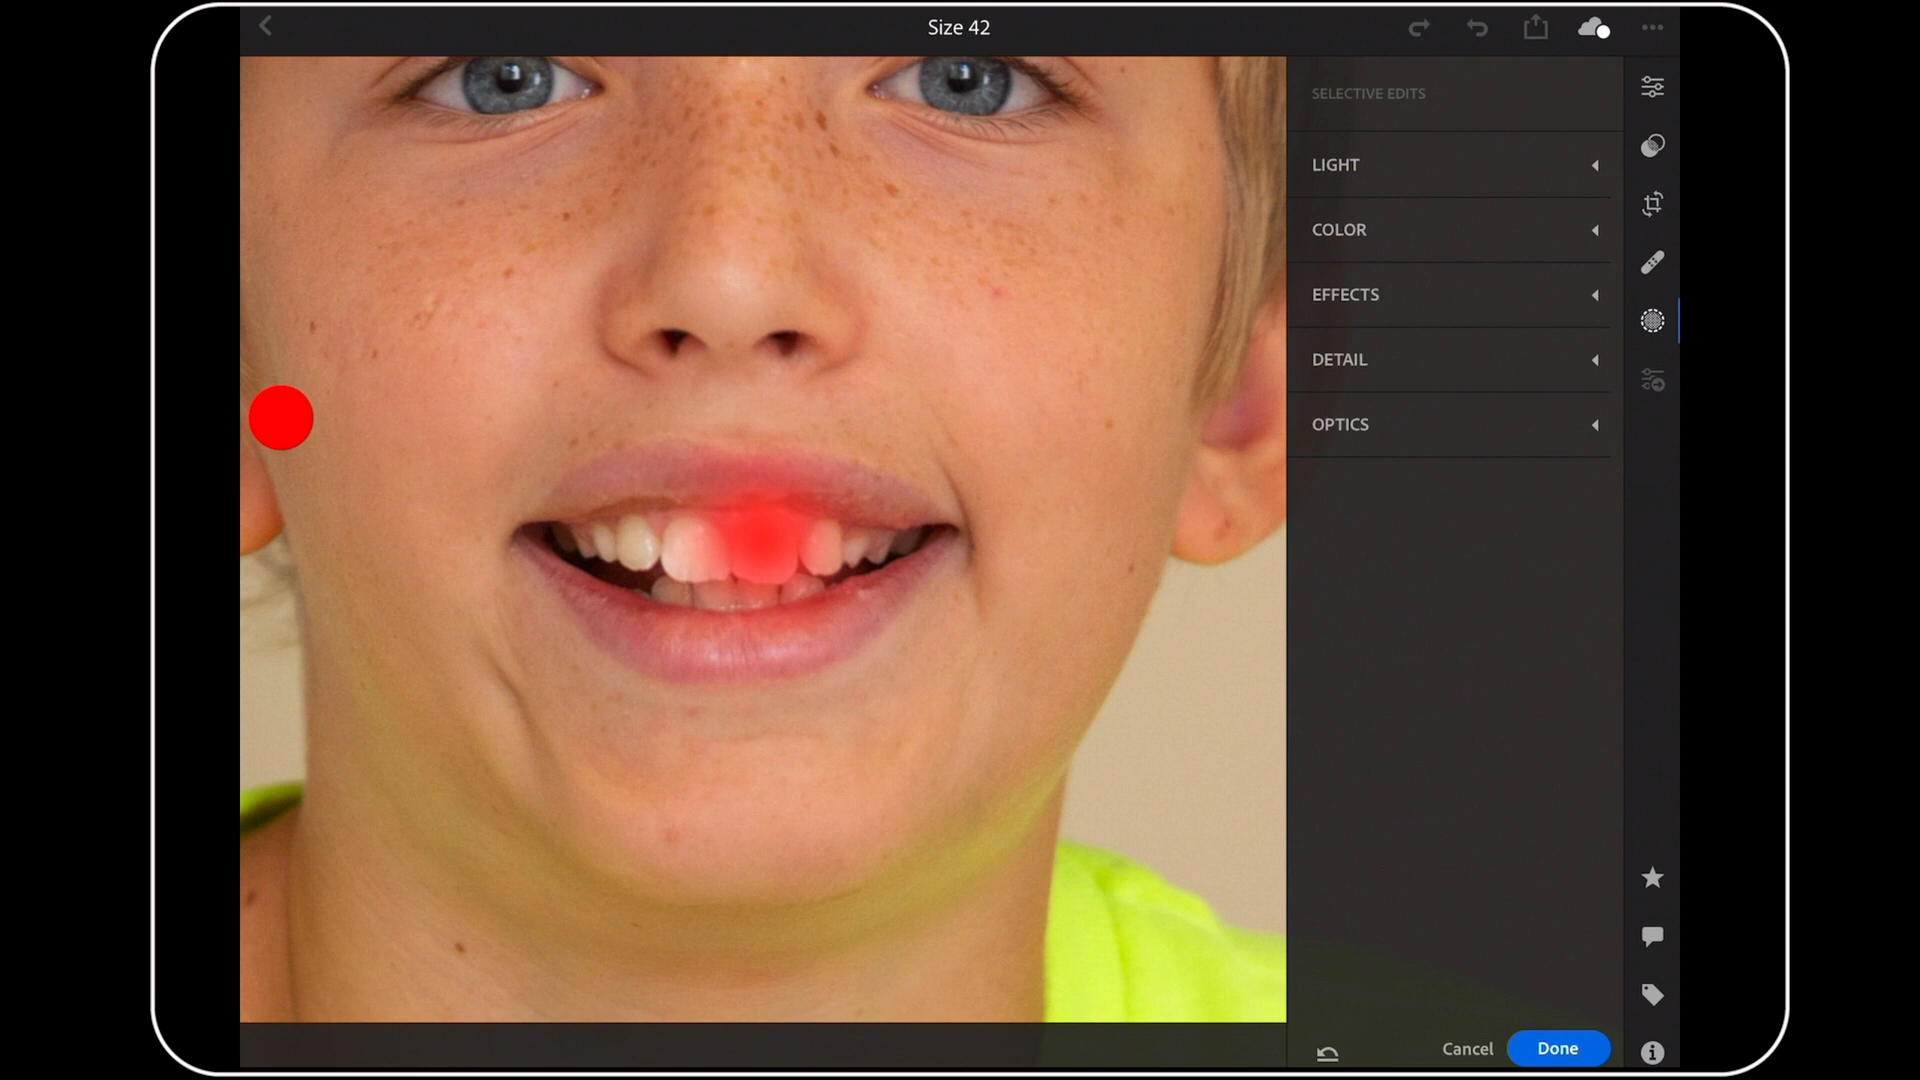 Size 42
SELECTIVE EDITS
LIGHT
COLOR
EFFECTS
DETAIL
OPTICS
Cancel
Done